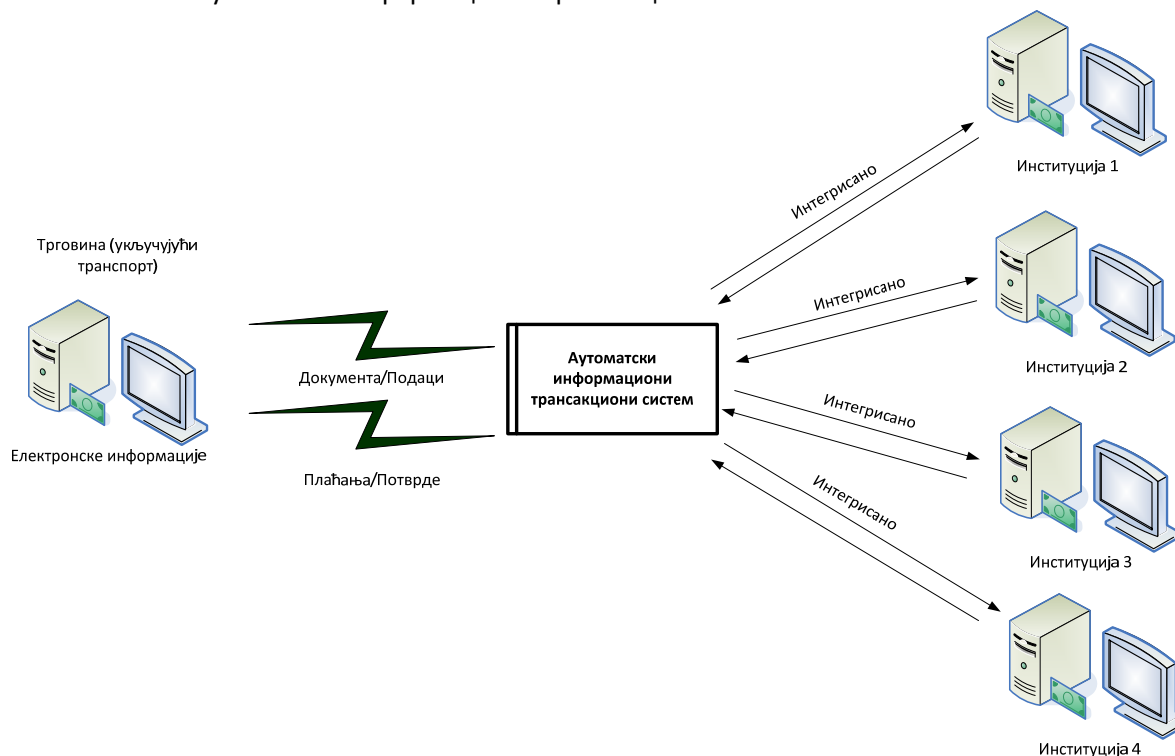 Трговина (укључујући
транспорт)
Електронске информације
Документа/Подаци
Плаћања/Потврде
Аутоматски
информациони
трансакциони систем
Интегрисано
Институција 1
Интегрисано
Институција 2
Интегрисано
Институција 3
Интегрисано
Институција 4